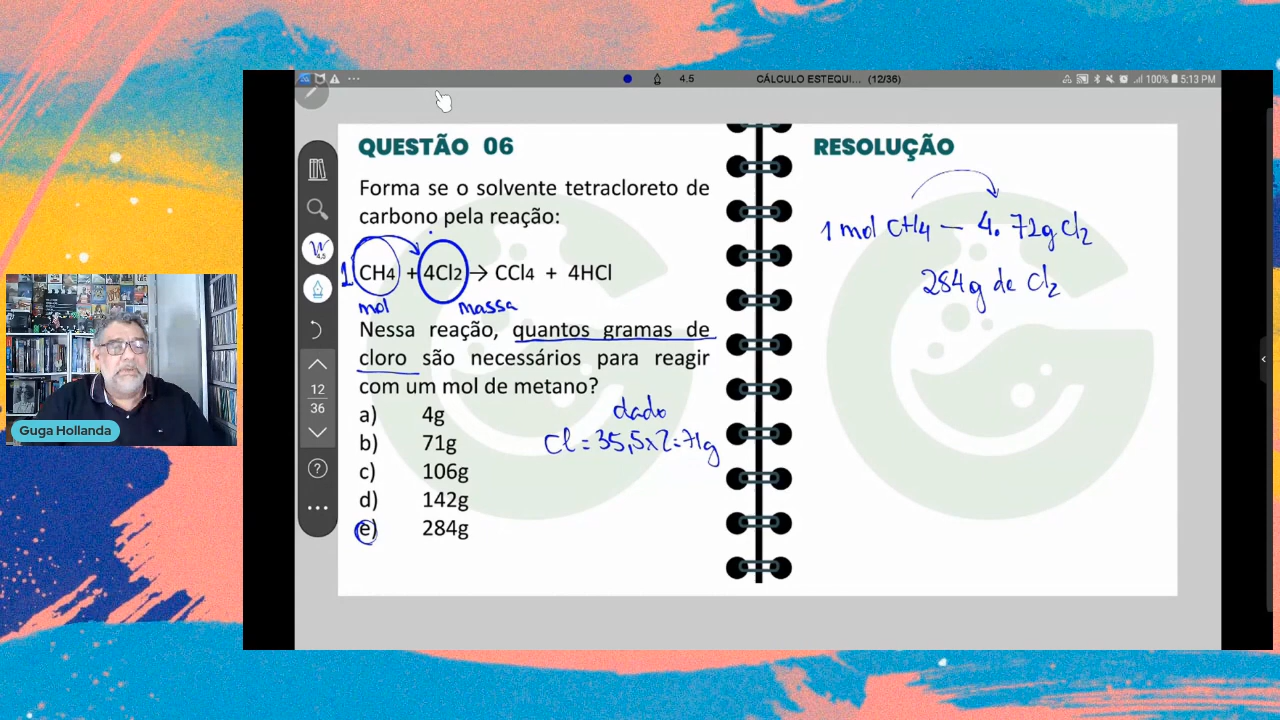 4.5
CÁLCULO ESTEQUI... (12/36)
100%
5:13 PM
QUESTÃO 06
Forma se o solvente tetracloreto de
carbono pela reação:
1 CH4 + 4Cl2 → CCl4 + 4HCl
mol massa
Nessa reação, quantos gramas de
cloro são necessários para reagir
com um mol de metano?
a) 4g
b) 71g
c) 106g
d) 142g
e) 284g
dado
Cl = 35,5x2=71g
RESOLUÇÃO
1 mol CH4 — 4. 72g Cl2
284g de Cl2
4.5
12
36
Guga Hollanda